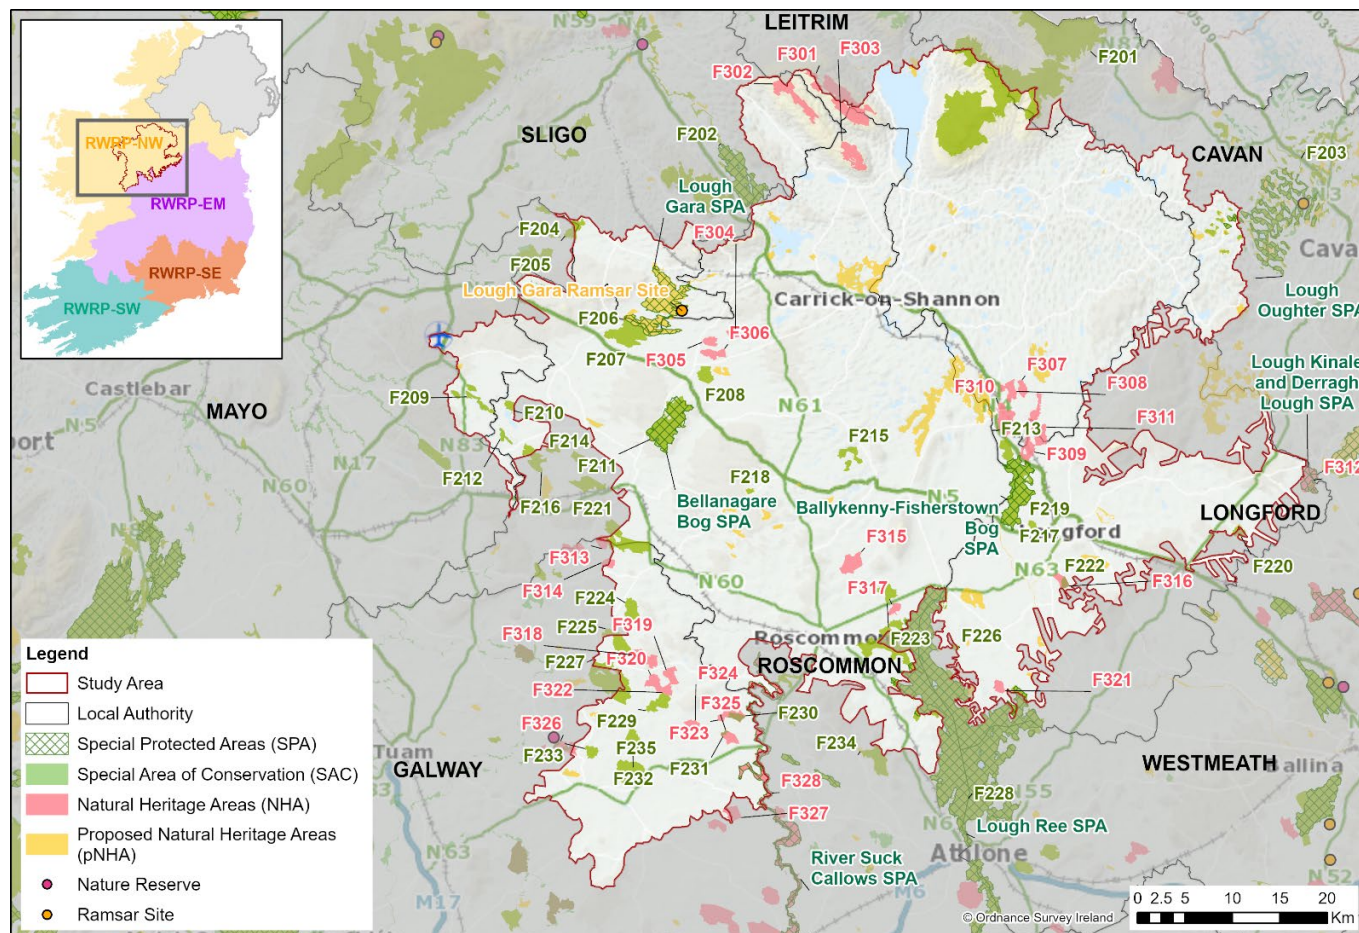 N59
N4
LEITRIM
F301
F303
F302
F201
N3
SLIGO
CAVAN
F202
F203
RWRP-NW
RWRP-EM
RWRP-SE
RWRP-SW
Lough
Gara SPA
F304
F204
F205
Lough Gara Ramsar Site
Carrick-on-Shannon
Lough
Oughter SPA
F206
F207
F305
F306
Castlebar
MAYO
N5
F209
F210
F208
N61
F310
F307
F308
F311
Lough Kinale
and Derragh
Lough SPA
N17
N83
F214
F211
F215
F213
F309
N60
F212
F216
F221
F218
F312
Bellanagare
Bog SPA
N5
Ballykenny-Fisherstown
Bog
SPA
F219
F217
LONGFORD
F313
F314
N60
F315
N63
F222
F316
F220
F224
F317
F318
F319
F225
F223
F226
Legend
Study Area
Local Authority
Special Protected Areas (SPA)
Special Area of Conservation (SAC)
Natural Heritage Areas (NHA)
Proposed Natural Heritage Areas
(pNHA)
Nature Reserve
Ramsar Site
F227
F320
ROSCOMMON
F322
F324
F325
F321
F326
F229
F323
F230
Tuam
GALWAY
F233
F235
F232
F231
F234
WESTMEATH
Ballina
F328
F228
F327
Lough Ree SPA
Athlone
N63
River Suck
Callows SPA
M17
M6
N52
0 2.5 5 10 15 20
Km
© Ordnance Survey Ireland